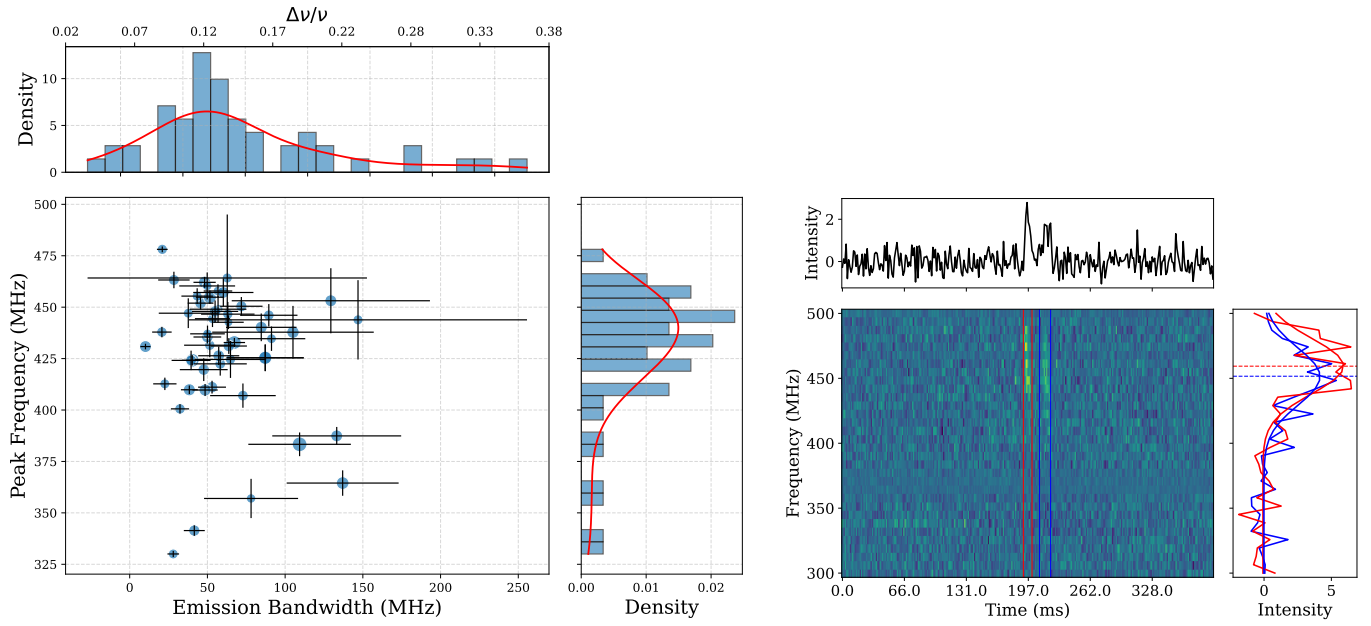 Δν/ν
0.02 0.07 0.12 0.17 0.22 0.28 0.33 0.38
Density
10
5
0
Peak Frequency (MHz)
500
475
450
425
400
375
350
325
0 50 100 150 200 250
Emission Bandwidth (MHz)
0.00 0.01 0.02
Density
Intensity
2
0
Frequency (MHz)
500
450
400
350
300
0.0 66.0 131.0 197.0 262.0 328.0
Time (ms)
0 5
Intensity